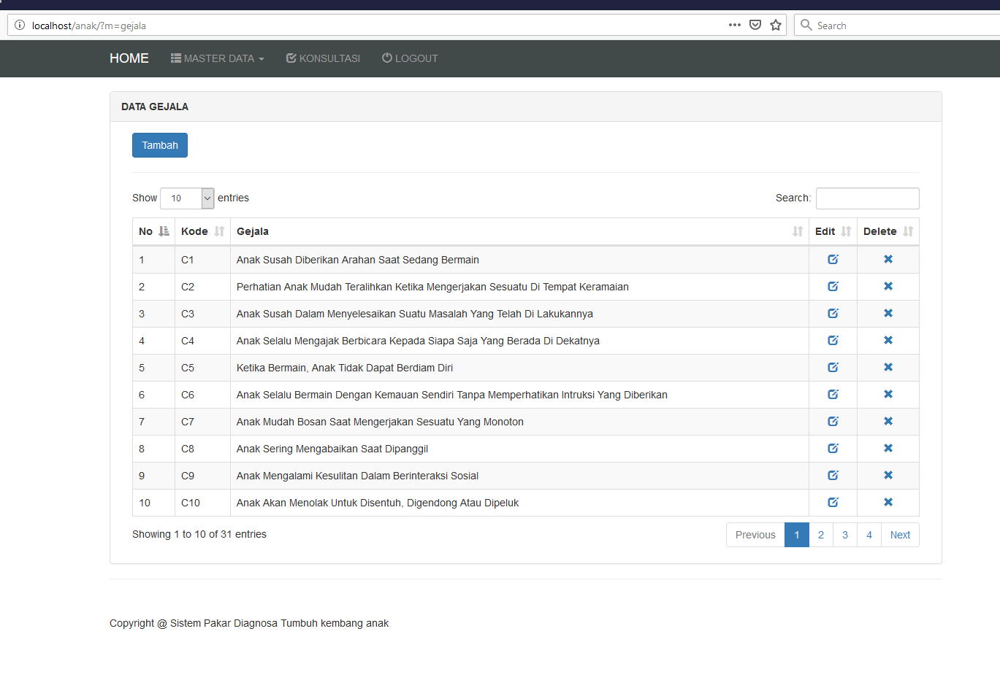 localhost/anak/?m=gejala
Search
HOME MASTER DATA KONSULTASI LOGOUT
DATA GEJALA
Tambah
Show 10 entries Search:
No Kode Gejala Edit Delete
1 C1 Anak Susah Diberikan Arahan Saat Sedang Bermain
2 C2 Perhatian Anak Mudah Teralihkan Ketika Mengerjakan Sesuatu Di Tempat Keramaian
3 C3 Anak Susah Dalam Menyelesaikan Suatu Masalah Yang Telah Di Lakukannya
4 C4 Anak Selalu Mengajak Berbicara Kepada Siapa Saja Yang Berada Di Dekatnya
5 C5 Ketika Bermain, Anak Tidak Dapat Berdiam Diri
6 C6 Anak Selalu Bermain Dengan Kemauan Sendiri Tanpa Memperhatikan Intruksi Yang Diberikan
7 C7 Anak Mudah Bosan Saat Mengerjakan Sesuatu Yang Monoton
8 C8 Anak Sering Mengabaikan Saat Dipanggil
9 C9 Anak Mengalami Kesulitan Dalam Berinteraksi Sosial
10 C10 Anak Akan Menolak Untuk Disentuh, Digendong Atau Dipeluk
Showing 1 to 10 of 31 entries Previous 1 2 3 4 Next
Copyright @ Sistem Pakar Diagnosa Tumbuh kembang anak